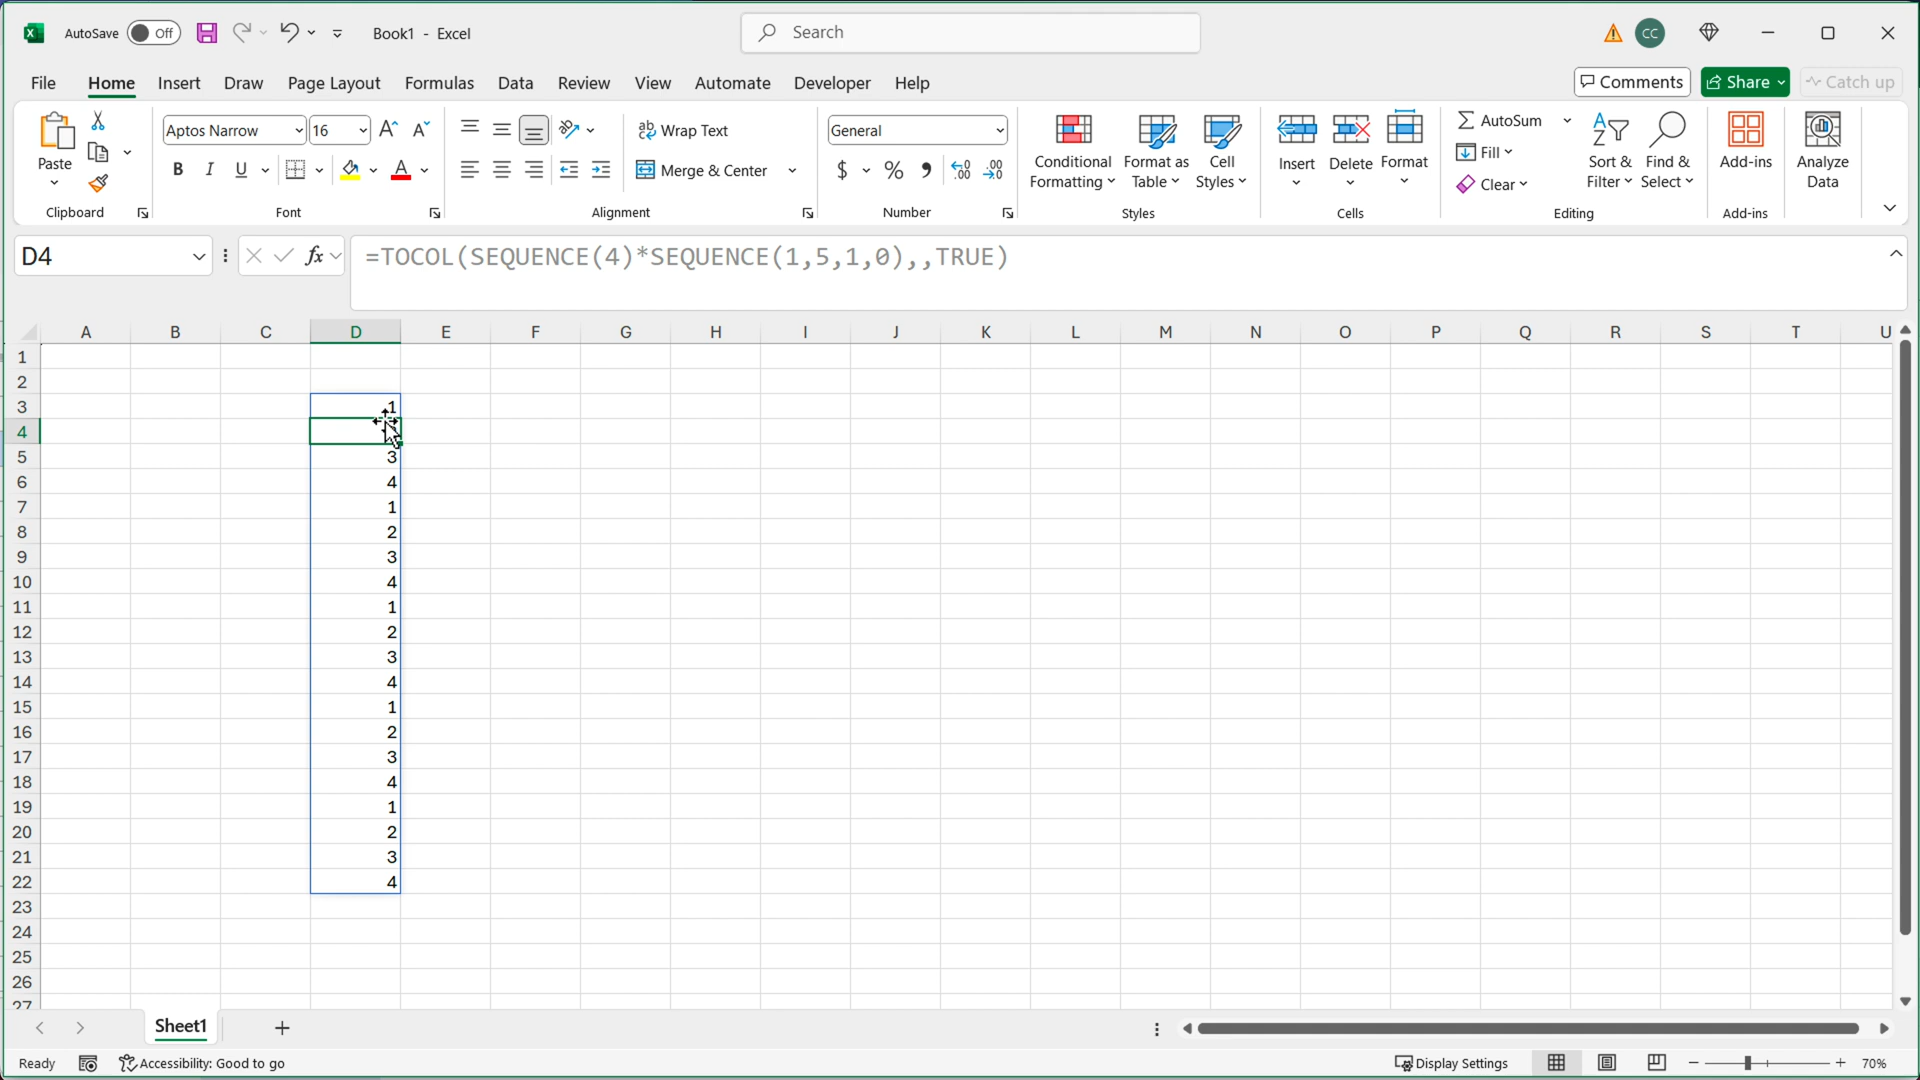 AutoSave Off Book1 - Excel Search CC
File Home Insert Draw Page Layout Formulas Data Review View Automate Developer Help Comments Share Catch up
Aptos Narrow 16 ab Wrap Text General AutoSum
Paste B I U A Merge & Center $ % Conditional Formatting Format as Table Cell Styles Insert Delete Format Fill Sort & Filter Find & Select Add-ins Analyze Data
Clear
Clipboard Font Alignment Number Styles Cells Editing Add-ins
D4 fx =TOCOL(SEQUENCE(4)*SEQUENCE(1,5,1,0),,TRUE)
A B C D E F G H I J K L M N O P Q R S T U
1
2
3 1
4
5 3
6 4
7 1
8 2
9 3
10 4
11 1
12 2
13 3
14 4
15 1
16 2
17 3
18 4
19 1
20 2
21 3
22 4
23
24
25
26
27
Sheet1
Ready Accessibility: Good to go Display Settings 70%